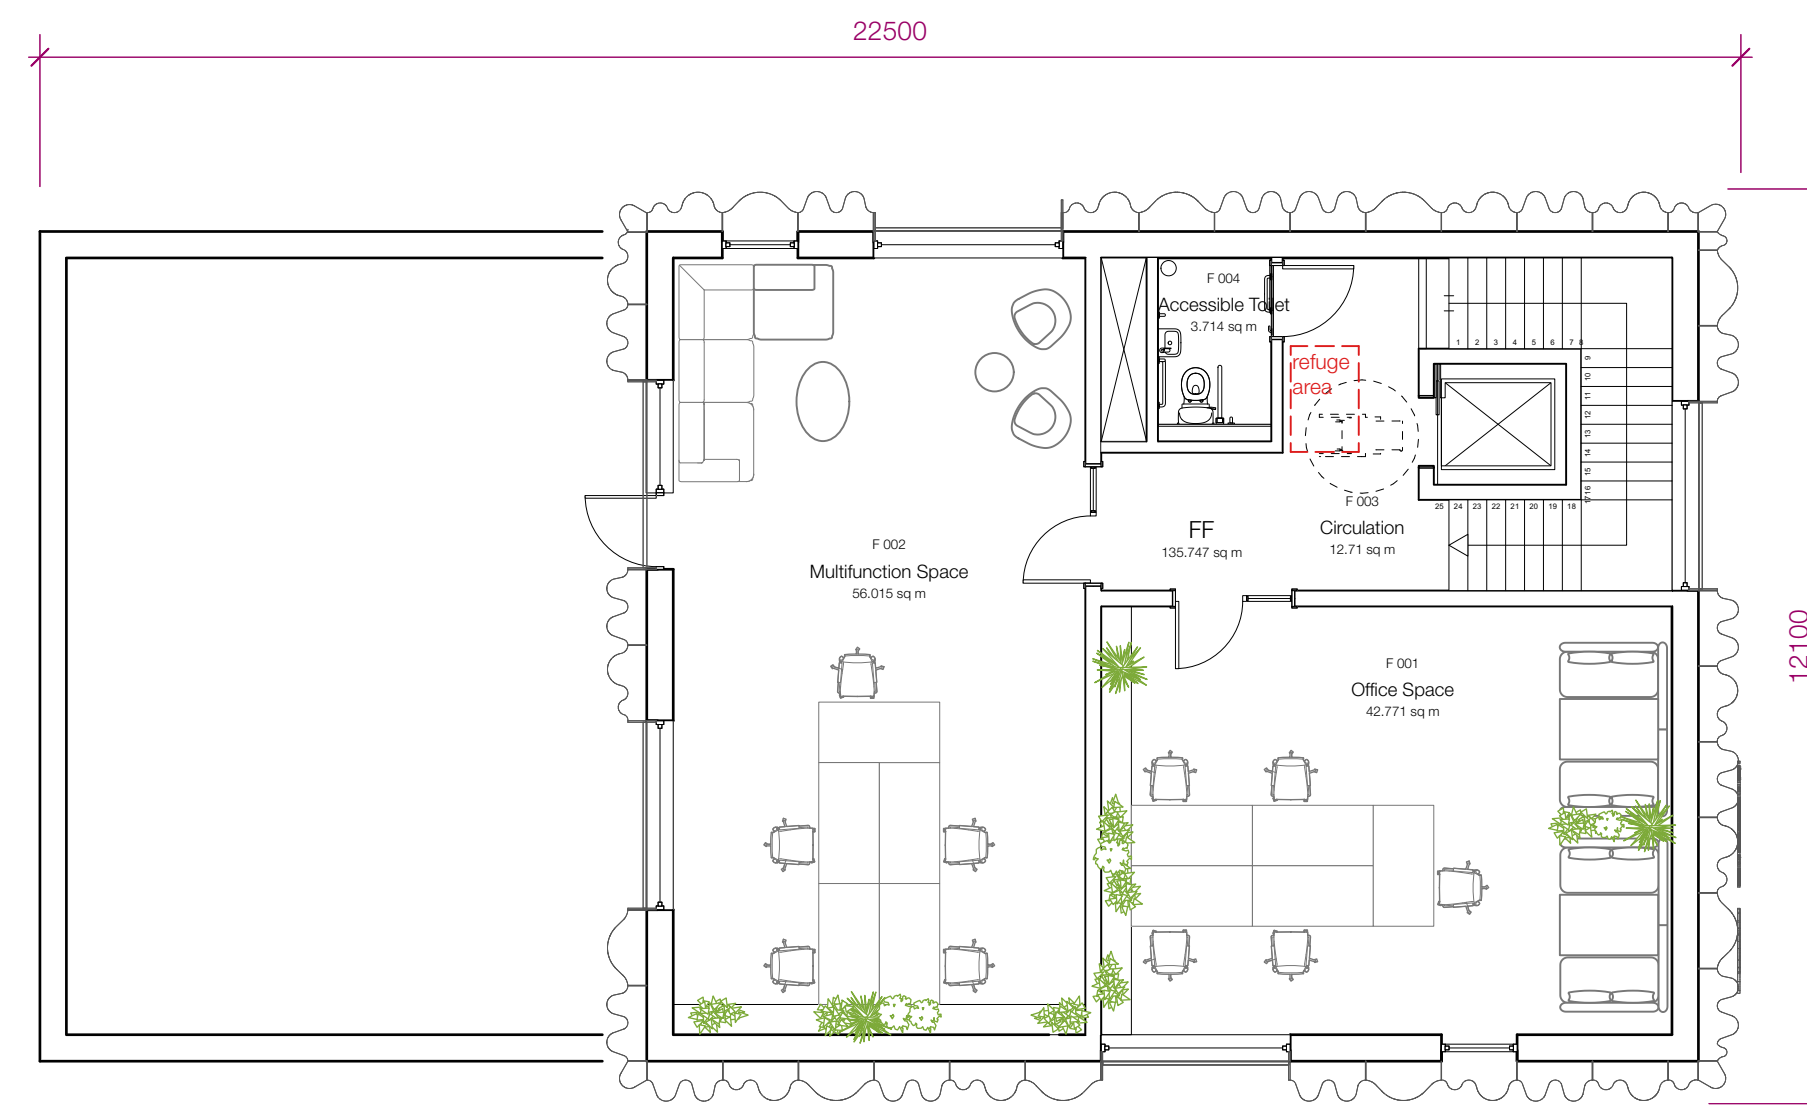 22500
F 004
Accessible Toilet
3.714 sq m
refuge
area
1 2 3 4 5 6 7 8
9
10
11
12
13
14
15
16
17
25 24 23 22 21 20 19 18
F 003
Circulation
12.71 sq m
FF
135.747 sq m
F 002
Multifunction Space
56.015 sq m
12100
F 001
Office Space
42.771 sq m